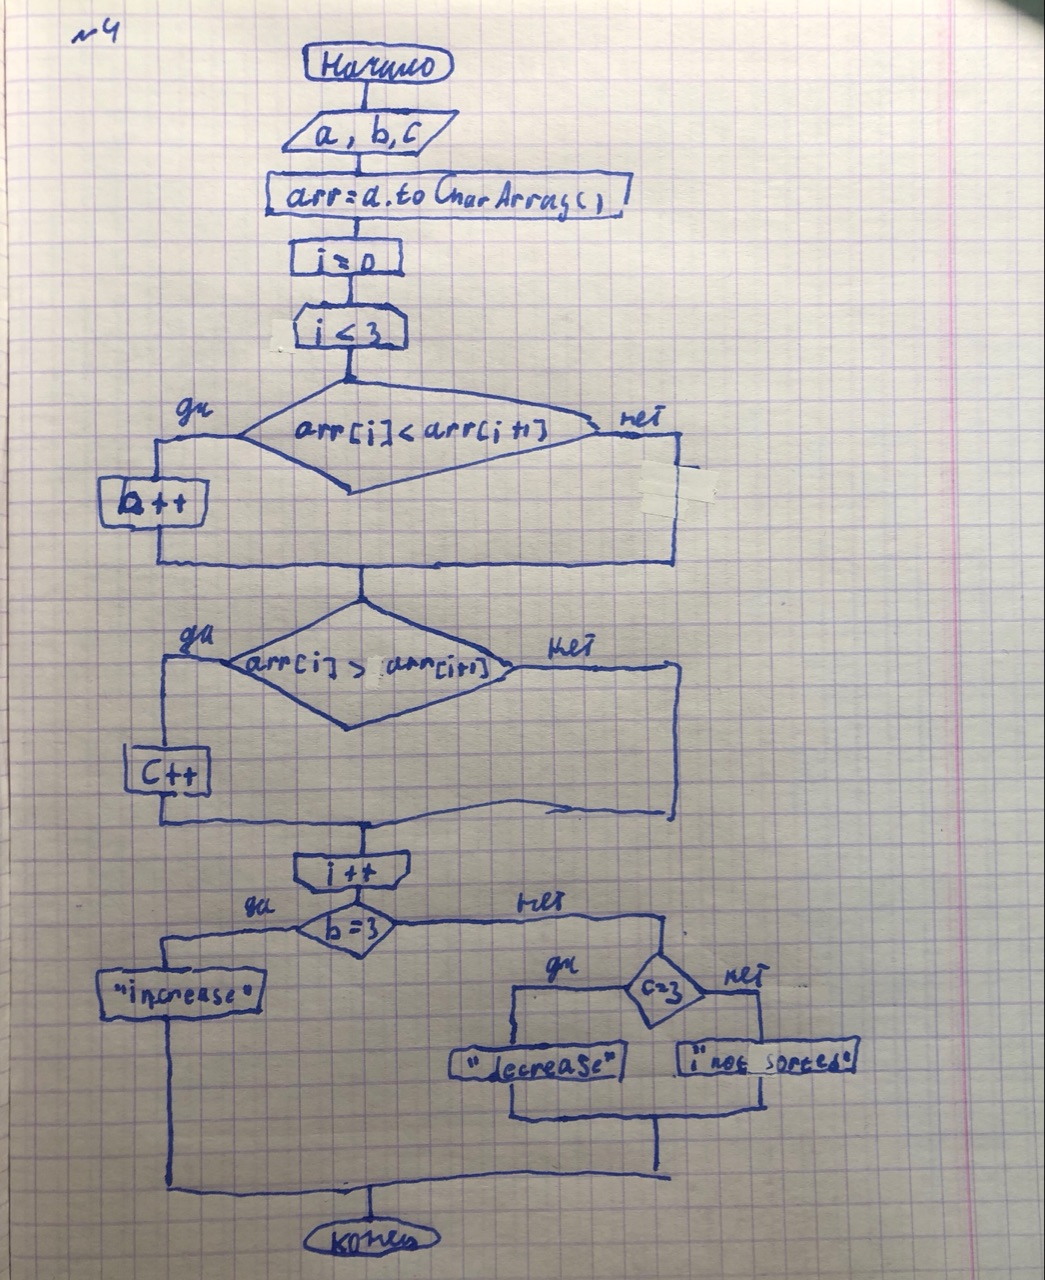 №4
Начало
a, b, c
arr=a.toCharArray()
i=0
i<3
да
arr[i]<arr[i+1]
нет
b++
да
arr[i] > arr[i+1]
нет
C++
i++
да
b=3
нет
"increase"
да
c=3
нет
"decrease"
"not sorted"
конец